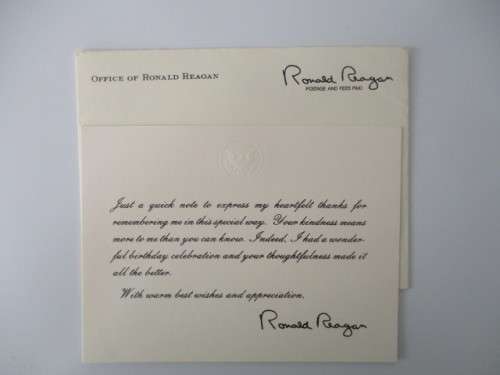 OFFICE OF RONALD REAGAN
Ronald Reagan
POSTAGE AND FEES PAID
Just a quick note to express my heartfelt thanks for
remembering me in this special way. Your kindness means
more to me than you can know. Indeed, I had a wonder-
ful birthday celebration and your thoughtfulness made it
all the better.
With warm best wishes and appreciation.
Ronald Reagan